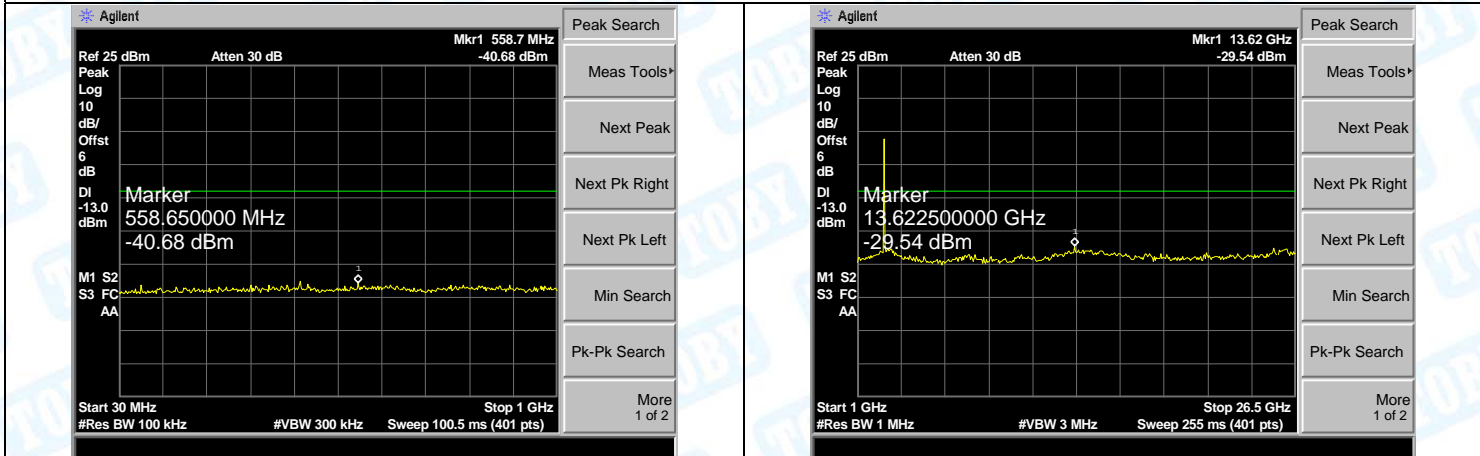 Agilent
Peak Search
Mkr1 558.7 MHz
Ref 25 dBm Atten 30 dB -40.68 dBm
Peak
Log
10
dB/
Offst
6
dB
DI
-13.0
dBm
Marker
558.650000 MHz
-40.68 dBm
1
M1 S2
S3 FC
AA
Start 30 MHz Stop 1 GHz
#Res BW 100 kHz #VBW 300 kHz Sweep 100.5 ms (401 pts)
Meas Tools
Next Peak
Next Pk Right
Next Pk Left
Min Search
Pk-Pk Search
More
1 of 2
Agilent
Peak Search
Mkr1 13.62 GHz
Ref 25 dBm Atten 30 dB -29.54 dBm
Peak
Log
10
dB/
Offst
6
dB
DI
-13.0
dBm
Marker
13.622500000 GHz
-29.54 dBm
1
M1 S2
S3 FC
AA
Start 1 GHz Stop 26.5 GHz
#Res BW 1 MHz #VBW 3 MHz Sweep 255 ms (401 pts)
Meas Tools
Next Peak
Next Pk Right
Next Pk Left
Min Search
Pk-Pk Search
More
1 of 2
TOBY
TOBY
TOBY